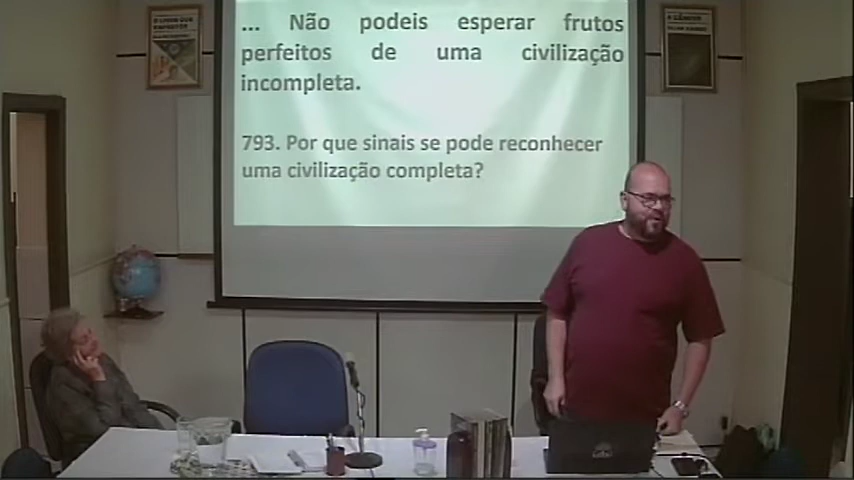 ... Não podeis esperar frutos
perfeitos de uma civilização
incompleta.
793. Por que sinais se pode reconhecer
uma civilização completa?